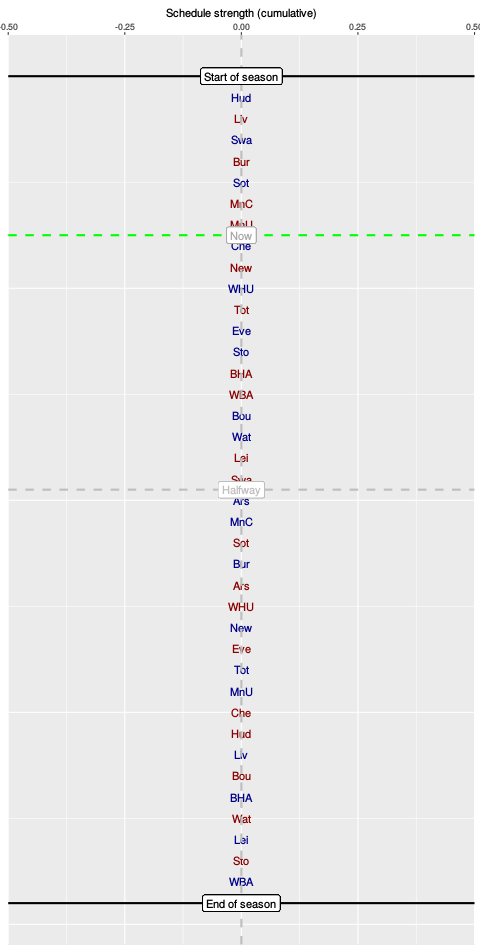 Schedule strength (cumulative)
-0.50 -0.25 0.00 0.25 0.50
Start of season
Hud
Liv
Swa
Bur
Sot
MnC
MnU
Now
Che
New
WHU
Tot
Eve
Sto
BHA
WBA
Bou
Wat
Lei
Swa
Halfway
Ars
MnC
Sot
Bur
Ars
WHU
New
Eve
Tot
MnU
Che
Hud
Liv
Bou
BHA
Wat
Lei
Sto
WBA
End of season